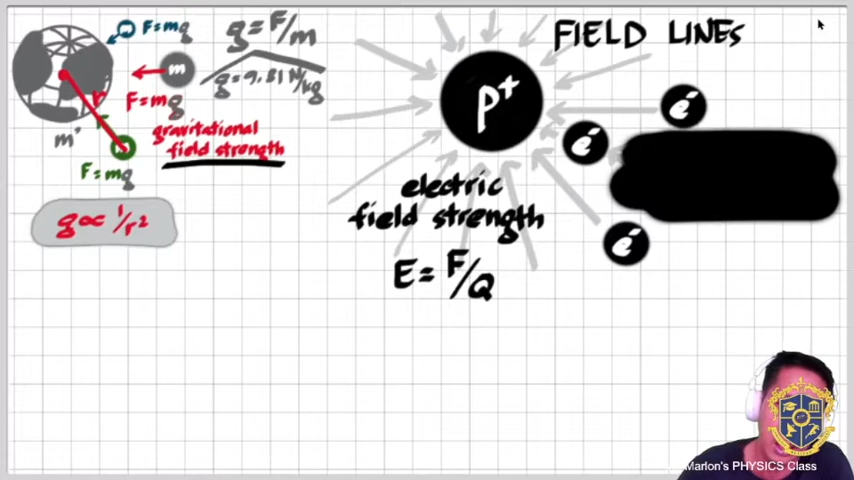 F=mg
g=F/m
g=9.81 N/kg
m
F=mg
r
m
gravitational
field strength
F=mg
g∝1/r²
FIELD LINES
p+
e-
e-
e-
electric
field strength
E=F/Q
Marlon's PHYSICS Class